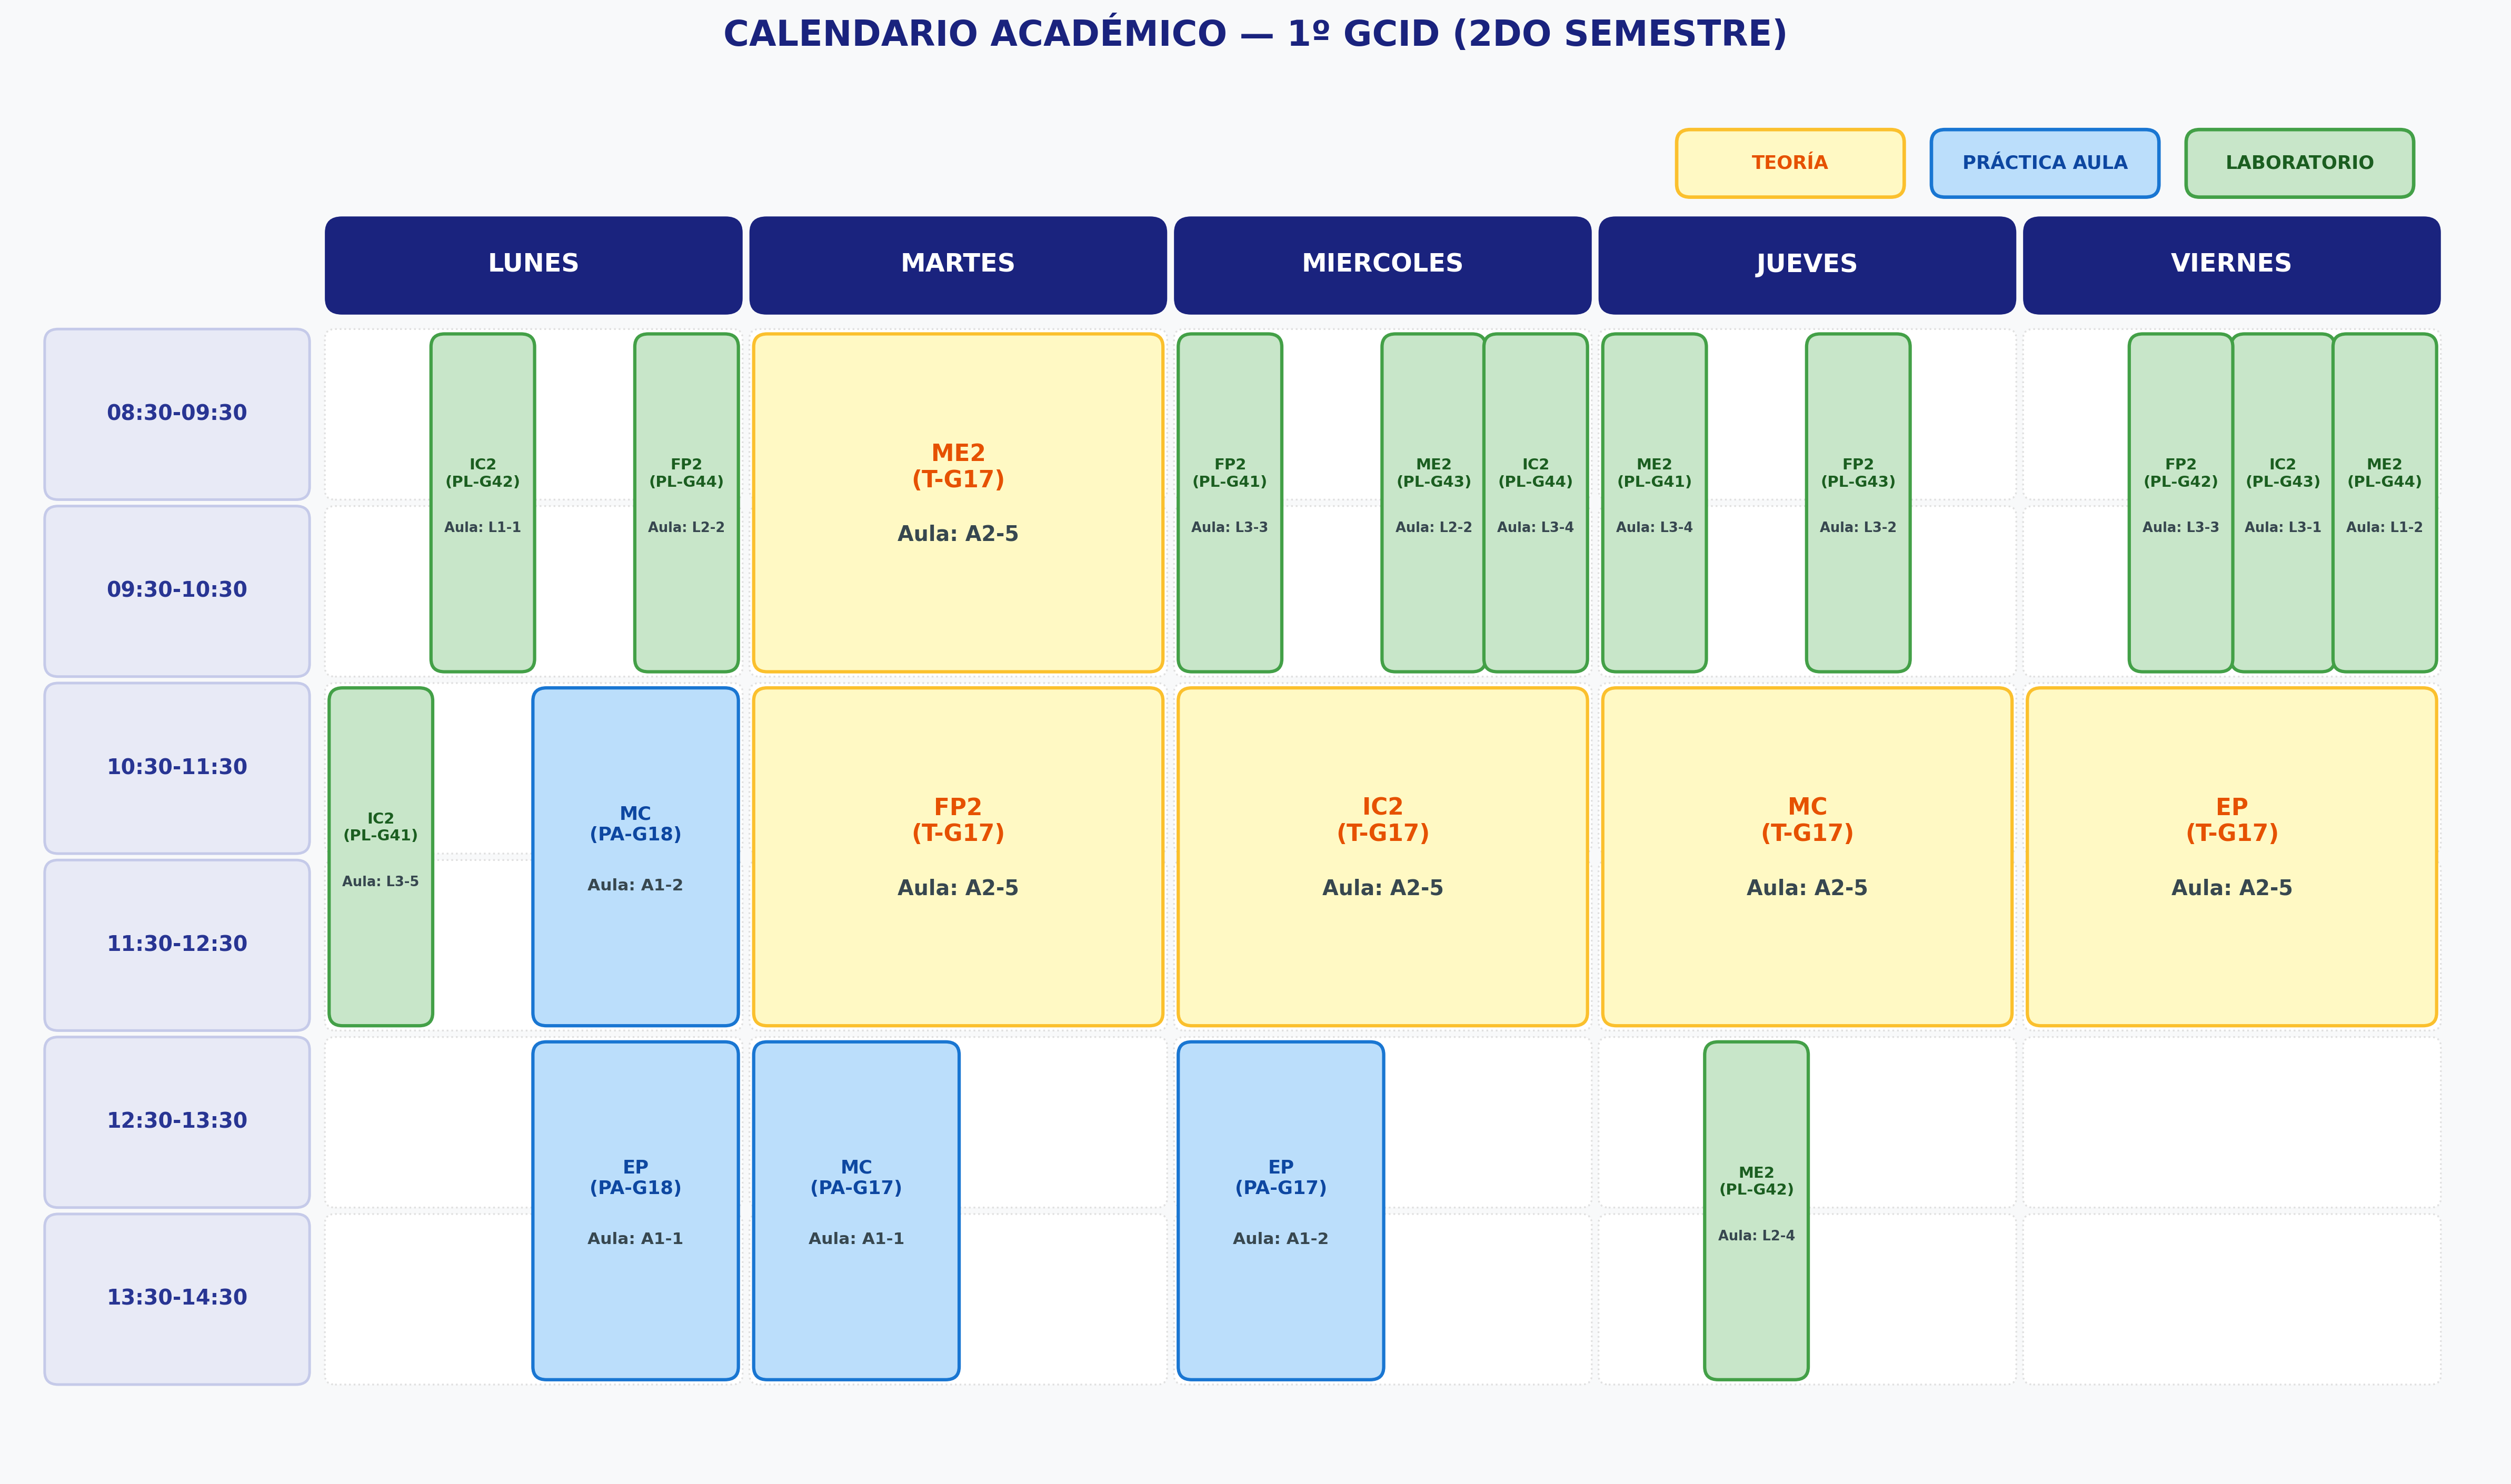 CALENDARIO ACADÉMICO — 1º GCID (2DO SEMESTRE)
TEORÍA
PRÁCTICA AULA
LABORATORIO
LUNES
MARTES
MIERCOLES
JUEVES
VIERNES
08:30-09:30
09:30-10:30
IC2
(PL-G42)
Aula: L1-1
FP2
(PL-G44)
Aula: L2-2
ME2
(T-G17)
Aula: A2-5
FP2
(PL-G41)
Aula: L3-3
ME2
(PL-G43)
Aula: L2-2
IC2
(PL-G44)
Aula: L3-4
ME2
(PL-G41)
Aula: L3-4
FP2
(PL-G43)
Aula: L3-2
FP2
(PL-G42)
Aula: L3-3
IC2
(PL-G43)
Aula: L3-1
ME2
(PL-G44)
Aula: L1-2
10:30-11:30
11:30-12:30
IC2
(PL-G41)
Aula: L3-5
MC
(PA-G18)
Aula: A1-2
FP2
(T-G17)
Aula: A2-5
IC2
(T-G17)
Aula: A2-5
MC
(T-G17)
Aula: A2-5
EP
(T-G17)
Aula: A2-5
12:30-13:30
13:30-14:30
EP
(PA-G18)
Aula: A1-1
MC
(PA-G17)
Aula: A1-1
EP
(PA-G17)
Aula: A1-2
ME2
(PL-G42)
Aula: L2-4